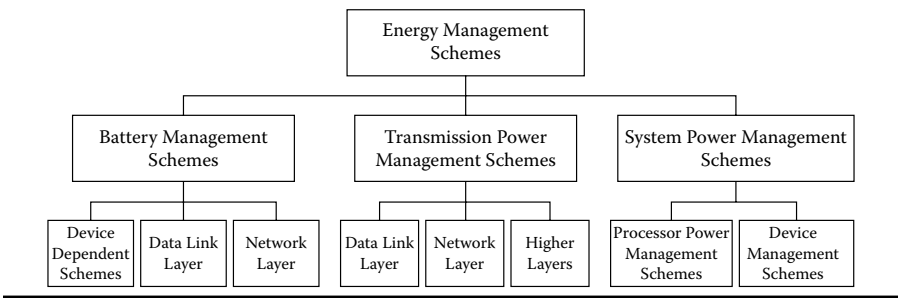 Energy Management
Schemes
Battery Management
Schemes
Transmission Power
Management Schemes
System Power Management
Schemes
Device
Dependent
Schemes
Data Link
Layer
Network
Layer
Data Link
Layer
Network
Layer
Higher
Layers
Processor Power
Management
Schemes
Device
Management
Schemes